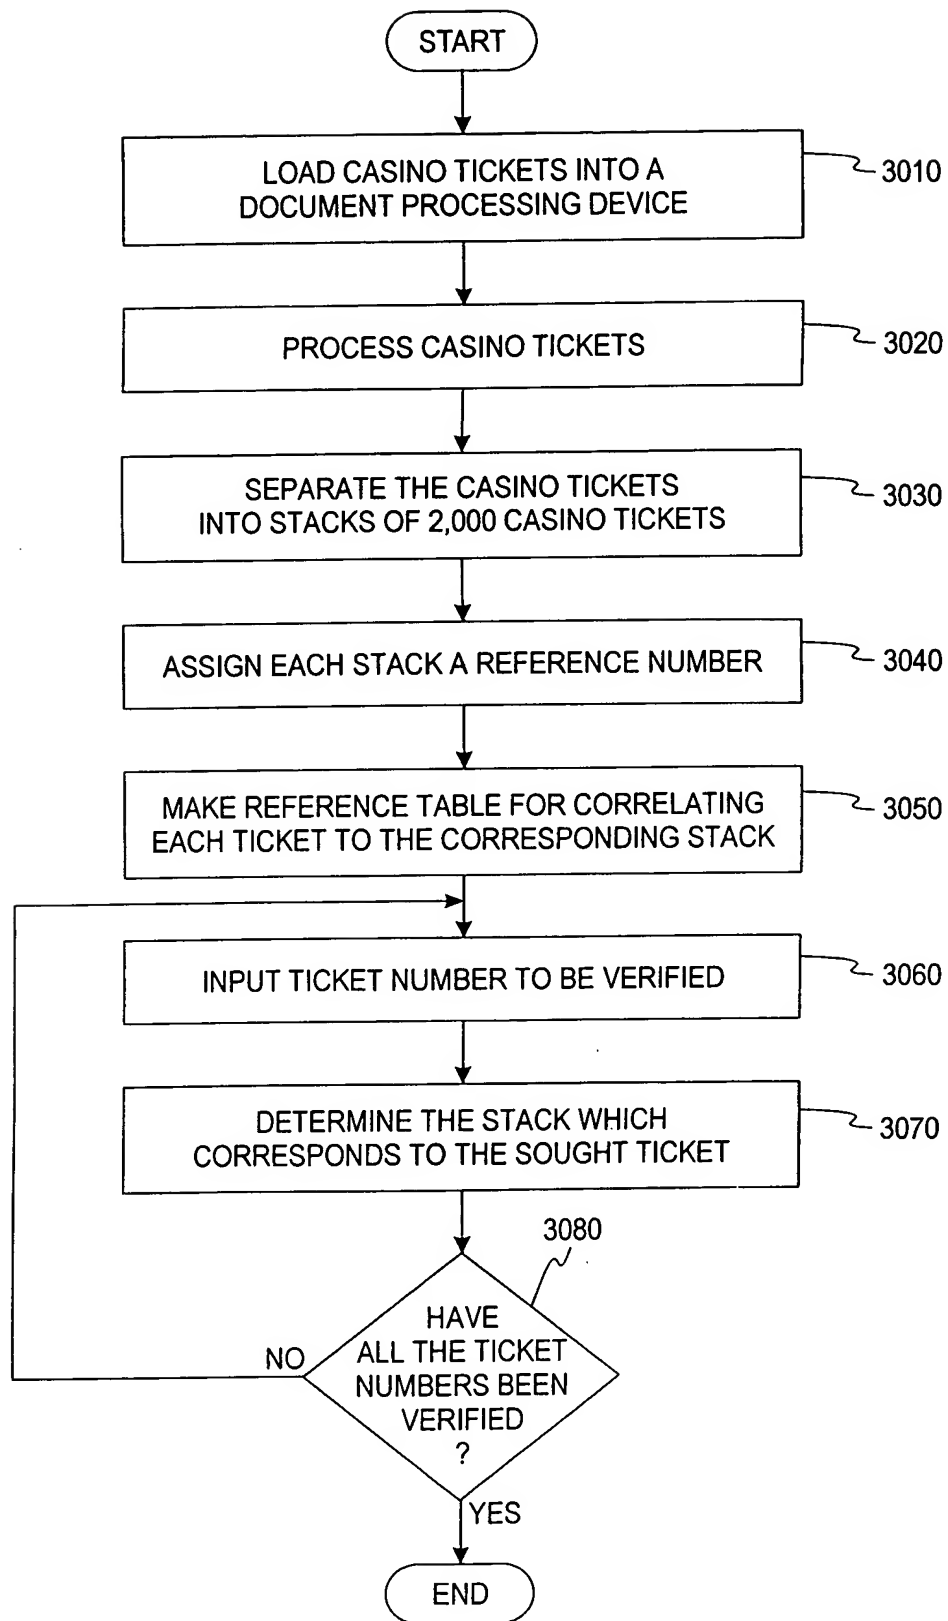 START
LOAD CASINO TICKETS INTO A
DOCUMENT PROCESSING DEVICE
3010
PROCESS CASINO TICKETS
3020
SEPARATE THE CASINO TICKETS
INTO STACKS OF 2,000 CASINO TICKETS
3030
ASSIGN EACH STACK A REFERENCE NUMBER
3040
MAKE REFERENCE TABLE FOR CORRELATING
EACH TICKET TO THE CORRESPONDING STACK
3050
INPUT TICKET NUMBER TO BE VERIFIED
3060
DETERMINE THE STACK WHICH
CORRESPONDS TO THE SOUGHT TICKET
3070
3080
HAVE
ALL THE TICKET
NUMBERS BEEN
VERIFIED
?
NO
YES
END